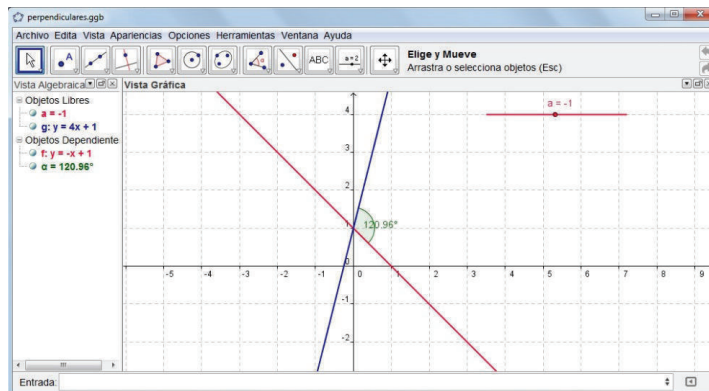 perpendiculares.ggb
Archivo Edita Vista Apariencias Opciones Herramientas Ventana Ayuda
A
ABC
a=2
Elige y Mueve
Arrastra o selecciona objetos (Esc)
Vista Algebraica
Vista Gráfica
Objetos Libres
a = -1
g: y = 4x + 1
Objetos Dependiente
f: y = -x + 1
α = 120.96°
a = -1
4
3
2
1
0
-1
-2
120.96°
-5 -4 -3 -2 -1 0 1 2 3 4 5 6 7 8 9
Entrada: